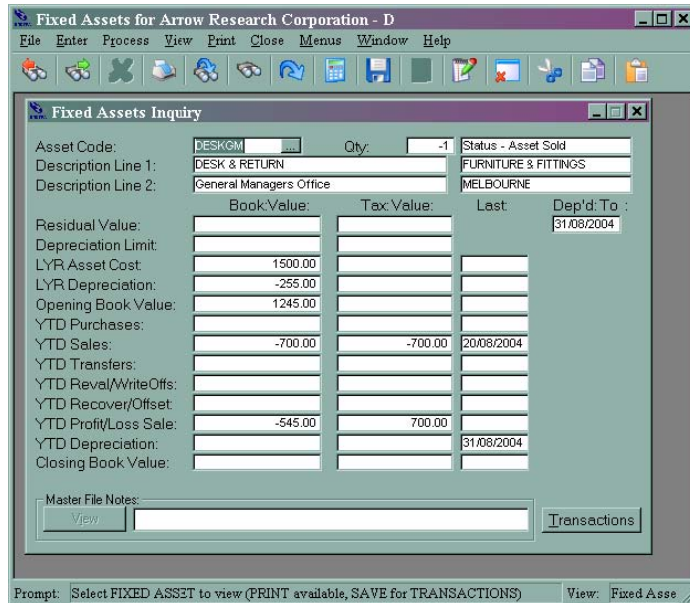 Fixed Assets for Arrow Research Corporation - D
File Enter Process View Print Close Menus Window Help
Fixed Assets Inquiry
Asset Code: DESKGM ... Qty: -1 Status - Asset Sold
Description Line 1: DESK & RETURN FURNITURE & FITTINGS
Description Line 2: General Managers Office MELBOURNE
Book:Value: Tax:Value: Last: Dep'd:To :
Residual Value: 31/08/2004
Depreciation Limit:
LYR Asset Cost: 1500.00
LYR Depreciation: -255.00
Opening Book Value: 1245.00
YTD Purchases:
YTD Sales: -700.00 -700.00 20/08/2004
YTD Transfers:
YTD Reval/WriteOffs:
YTD Recover/Offset:
YTD Profit/Loss Sale: -545.00 700.00
YTD Depreciation: 31/08/2004
Closing Book Value:
Master File Notes:
View Transactions
Prompt: Select FIXED ASSET to view (PRINT available, SAVE for TRANSACTIONS) View: Fixed Asse